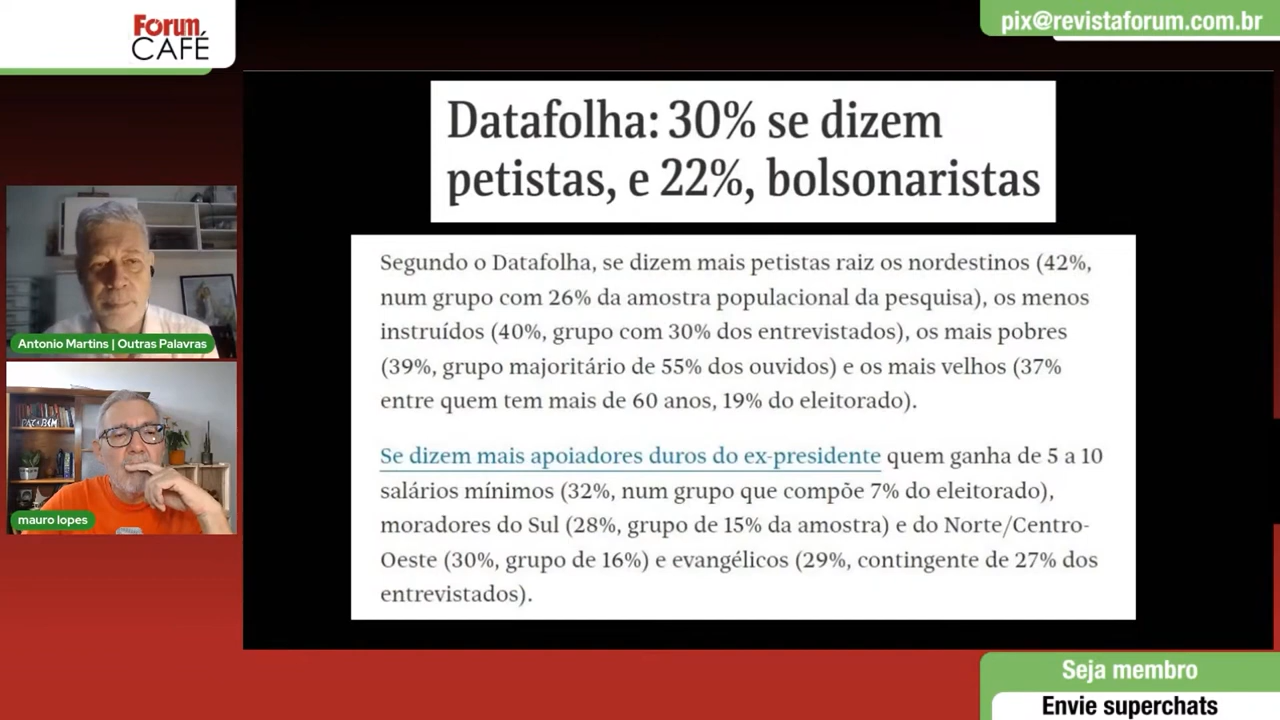 Forum
CAFÉ
pix@revistaforum.com.br
Datafolha: 30% se dizem
petistas, e 22%, bolsonaristas
Segundo o Datafolha, se dizem mais petistas raiz os nordestinos (42%,
num grupo com 26% da amostra populacional da pesquisa), os menos
instruídos (40%, grupo com 30% dos entrevistados), os mais pobres
(39%, grupo majoritário de 55% dos ouvidos) e os mais velhos (37%
entre quem tem mais de 60 anos, 19% do eleitorado).
Se dizem mais apoiadores duros do ex-presidente quem ganha de 5 a 10
salários mínimos (32%, num grupo que compõe 7% do eleitorado),
moradores do Sul (28%, grupo de 15% da amostra) e do Norte/Centro-
Oeste (30%, grupo de 16%) e evangélicos (29%, contingente de 27% dos
entrevistados).
Antonio Martins | Outras Palavras
mauro lopes
Seja membro
Envie superchats